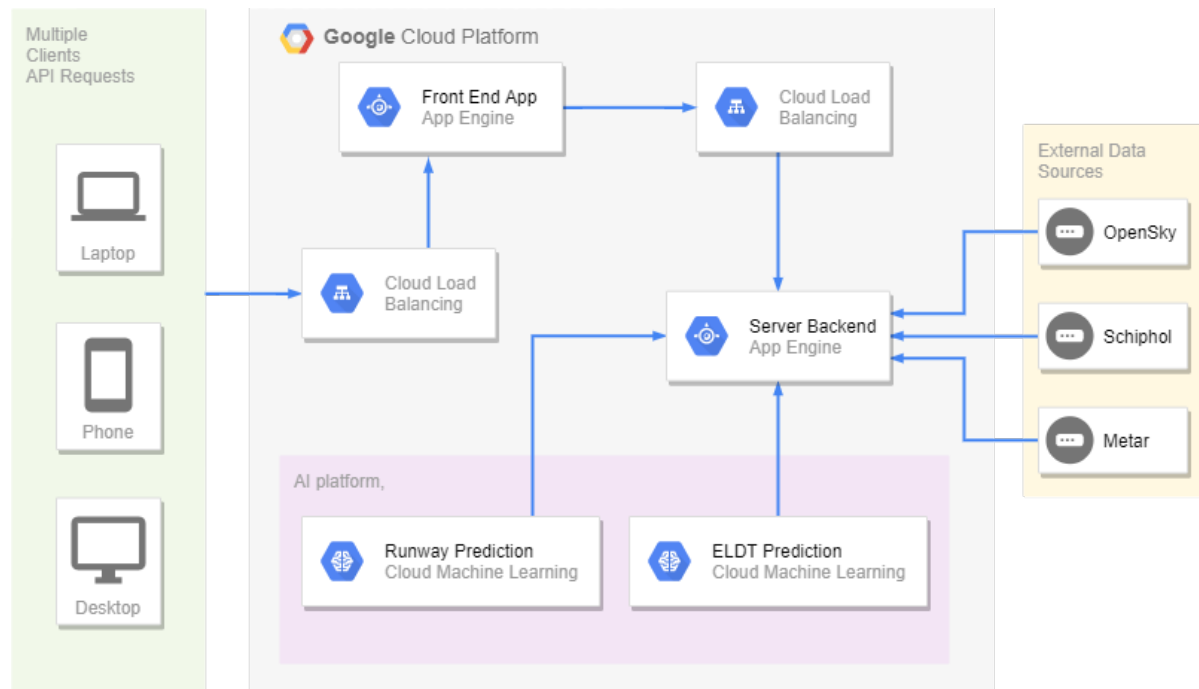 Multiple
Clients
API Requests
Laptop
Phone
Desktop
Google Cloud Platform
Front End App
App Engine
Cloud Load
Balancing
Cloud Load
Balancing
Server Backend
App Engine
AI platform,
Runway Prediction
Cloud Machine Learning
ELDT Prediction
Cloud Machine Learning
External Data
Sources
OpenSky
Schiphol
Metar